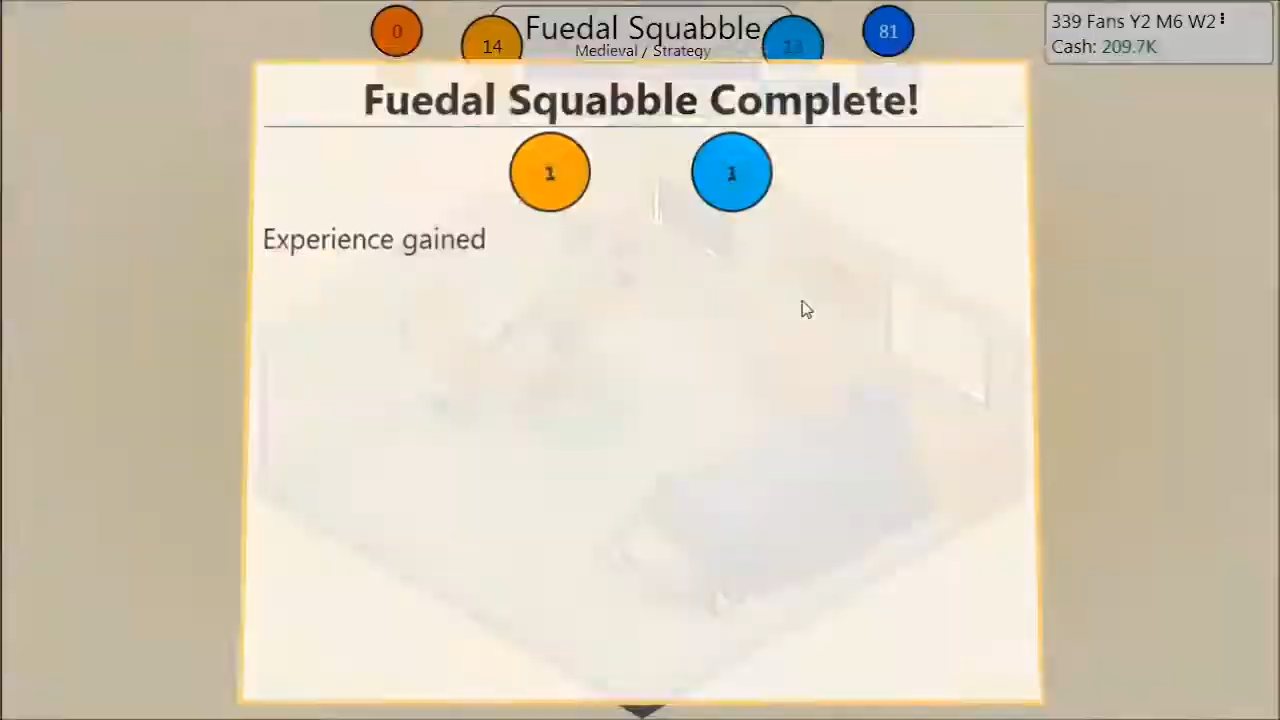 0
14
Fuedal Squabble
Medieval / Strategy
13
81
339 Fans Y2 M6 W2
Cash: 209.7K
Fuedal Squabble Complete!
1
1
Experience gained